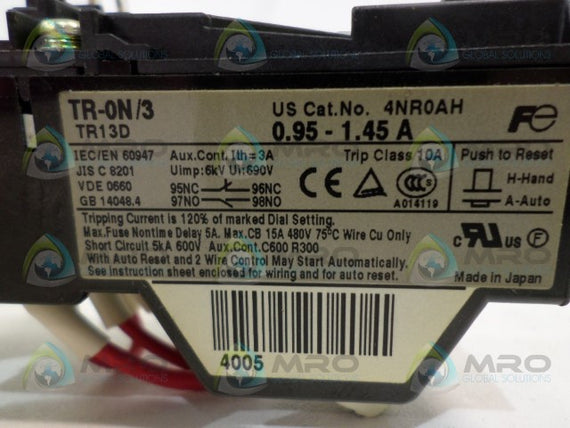 TR-0N/3 US Cat.No. 4NR0AH
TR13D 0.95 - 1.45 A Fe
IEC/EN 60947 Aux.Cont.Ith=3A Trip Class 10A Push to Reset
JIS C 8201 Uimp:6kV Ui:690V H-Hand
VDE 0660 95NC 96NC CE CCC A-Auto
GB 14048.4 97NO 98NO A014119
Tripping Current is 120% of marked Dial Setting.
Max.Fuse Nontime Delay 5A. Max.CB 15A 480V 75°C Wire Cu Only
Short Circuit 5kA 600V Aux.Cont.C600 R300 c UR us F
With Auto Reset and 2 Wire Control May Start Automatically.
See instruction sheet enclosed for wiring and for auto reset. Made in Japan
4005
MRO
GLOBAL SOLUTIONS